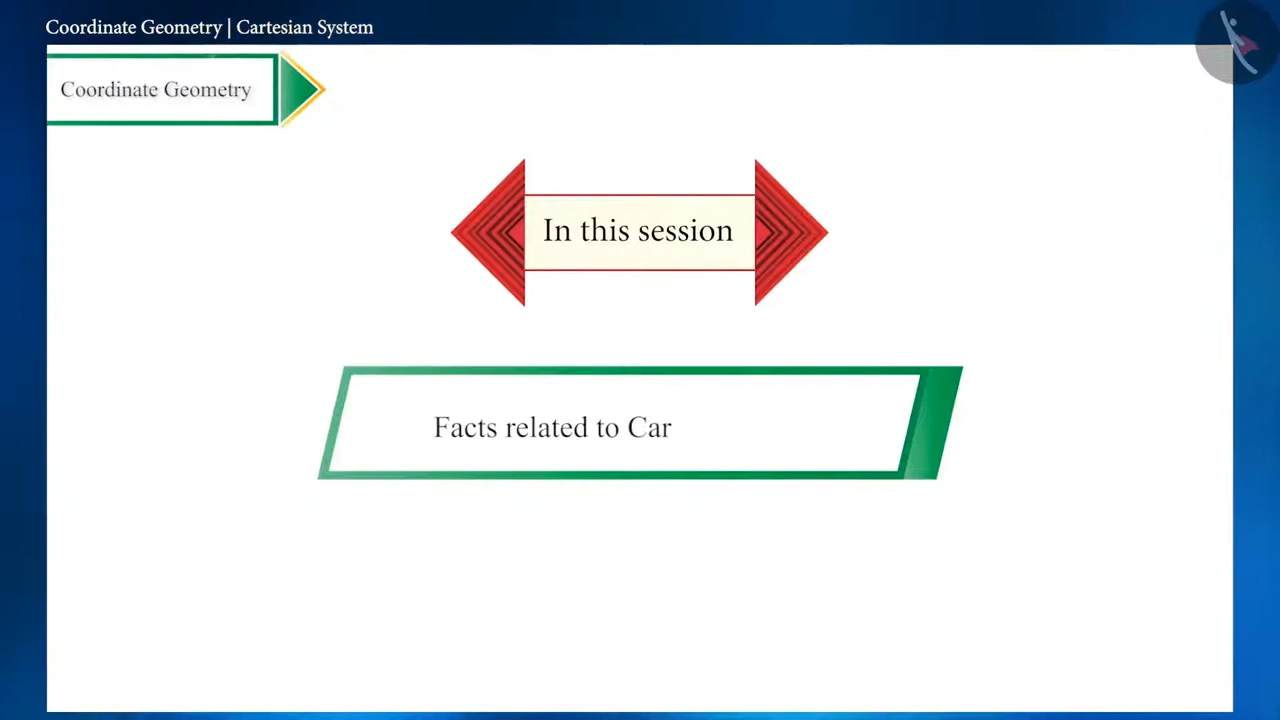 Coordinate Geometry | Cartesian System
Coordinate Geometry
In this session
Facts related to Car